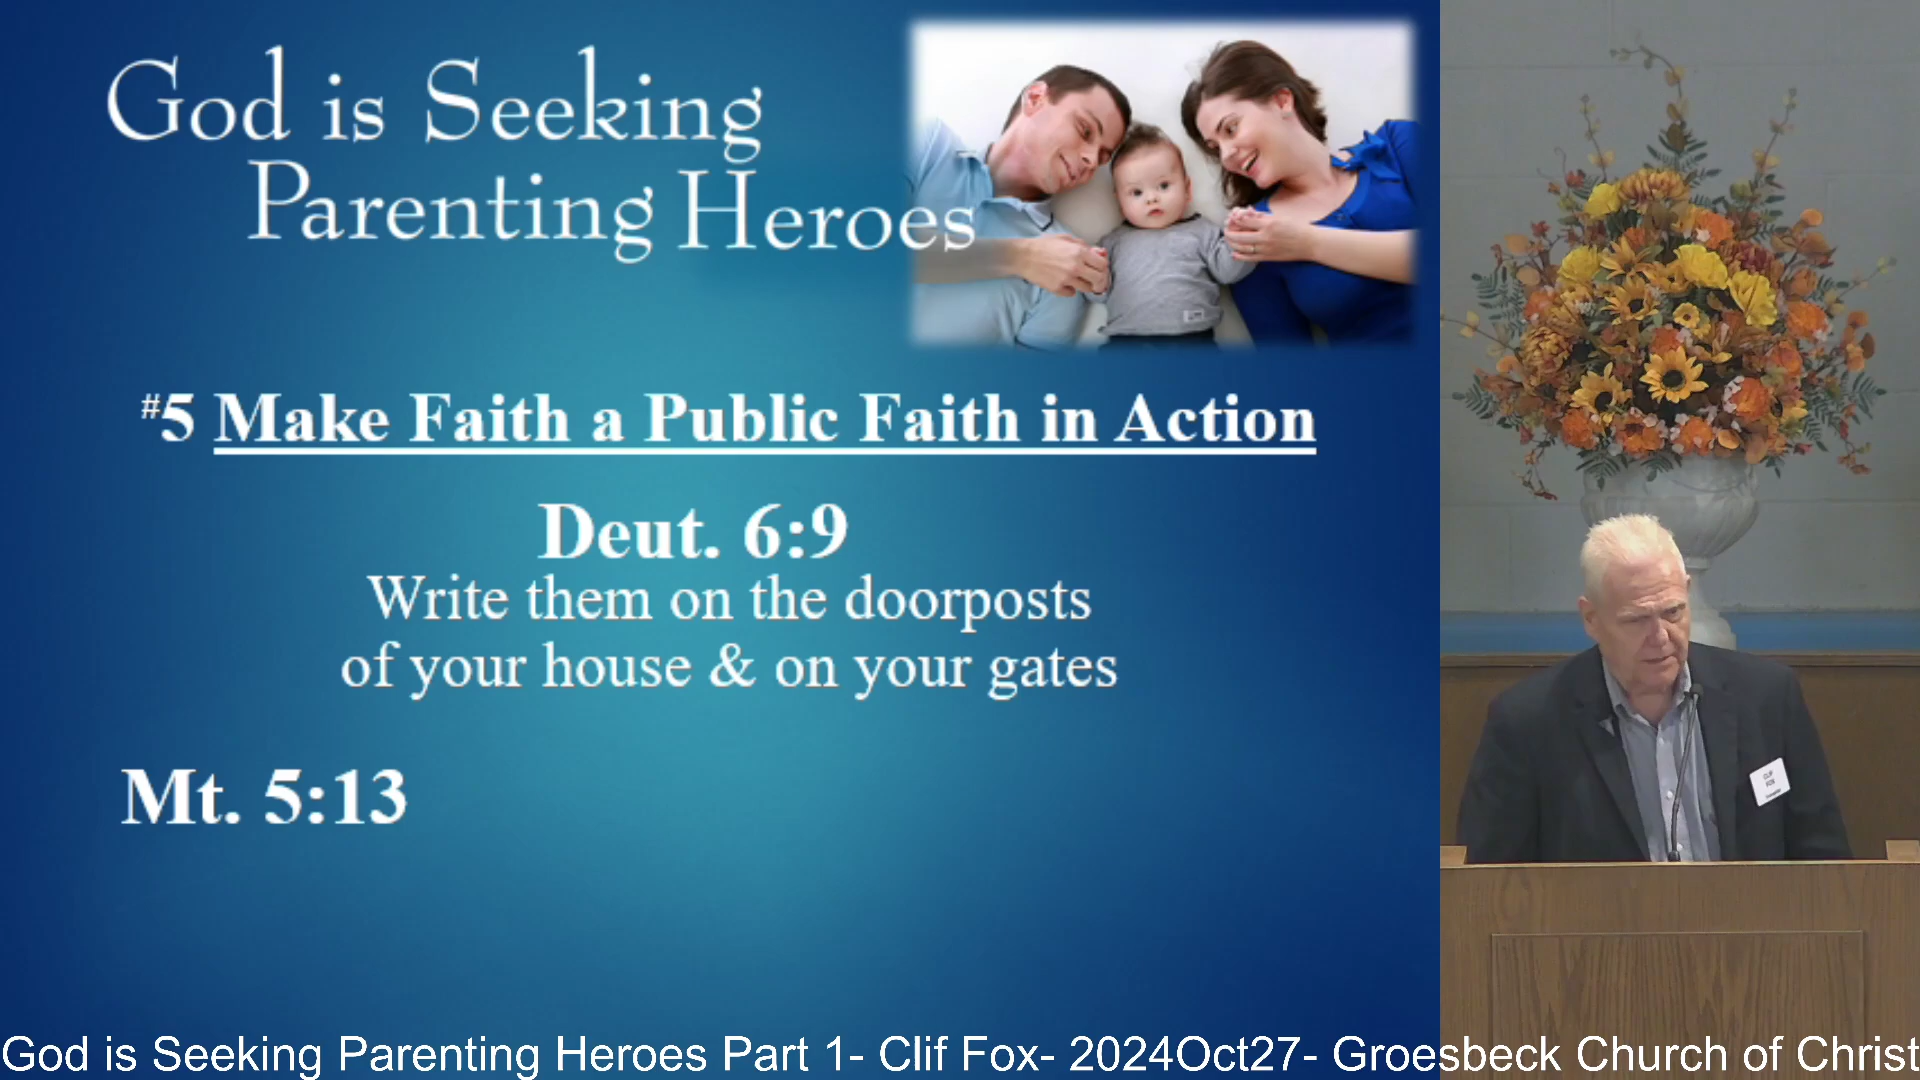 God is Seeking
Parenting Heroes
#5 Make Faith a Public Faith in Action
Deut. 6:9
Write them on the doorposts
of your house & on your gates
Mt. 5:13
CLIF
FOX
God is Seeking Parenting Heroes Part 1- Clif Fox- 2024Oct27- Groesbeck Church of Christ